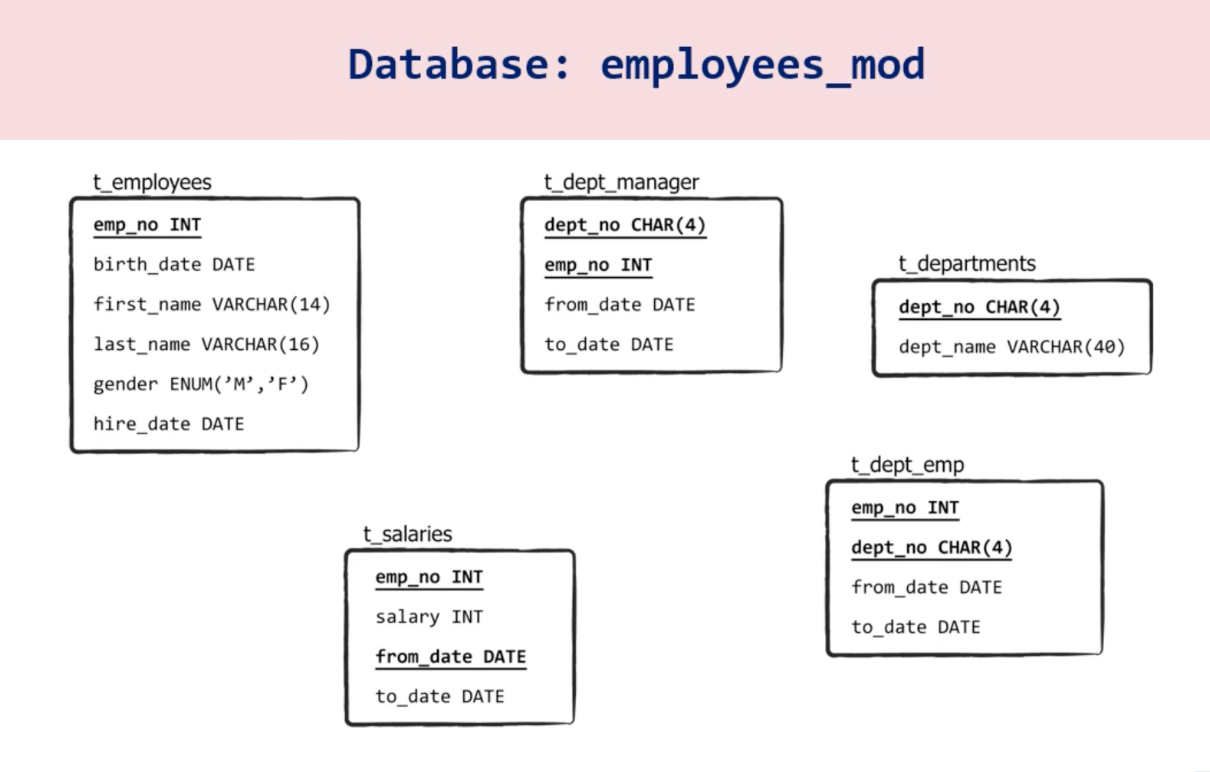 Database: employees_mod
t_employees
emp_no INT
birth_date DATE
first_name VARCHAR(14)
last_name VARCHAR(16)
gender ENUM(’M’,’F’)
hire_date DATE
t_dept_manager
dept_no CHAR(4)
emp_no INT
from_date DATE
to_date DATE
t_departments
dept_no CHAR(4)
dept_name VARCHAR(40)
t_salaries
emp_no INT
salary INT
from_date DATE
to_date DATE
t_dept_emp
emp_no INT
dept_no CHAR(4)
from_date DATE
to_date DATE